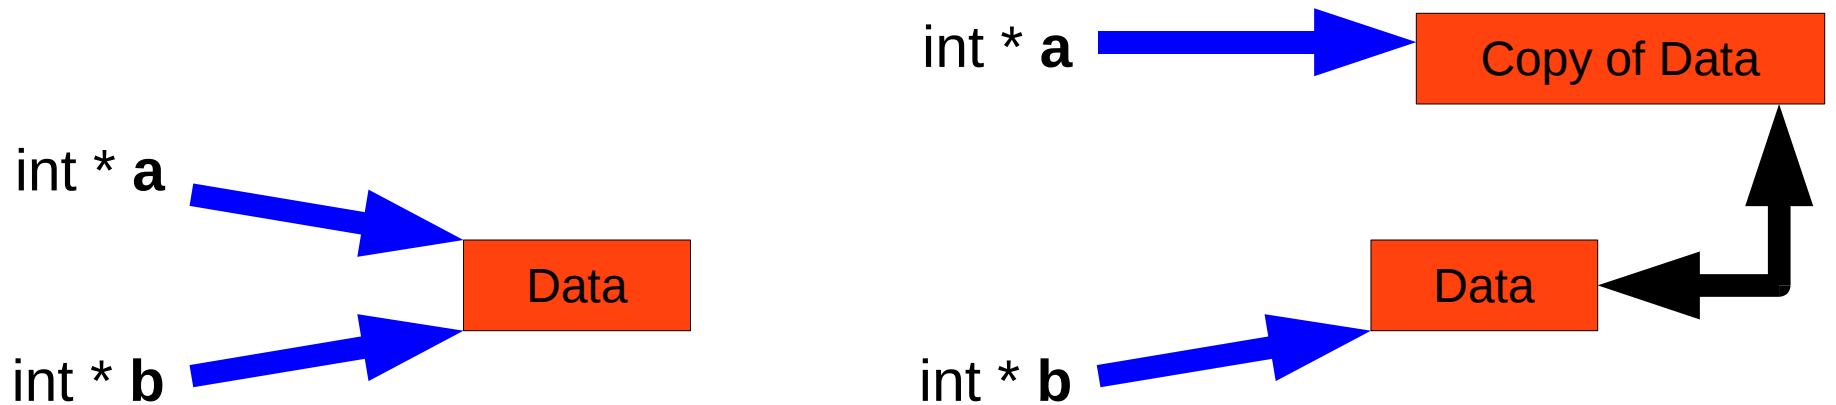 int * a
Data
int * b
int * a
Copy of Data
Data
int * b